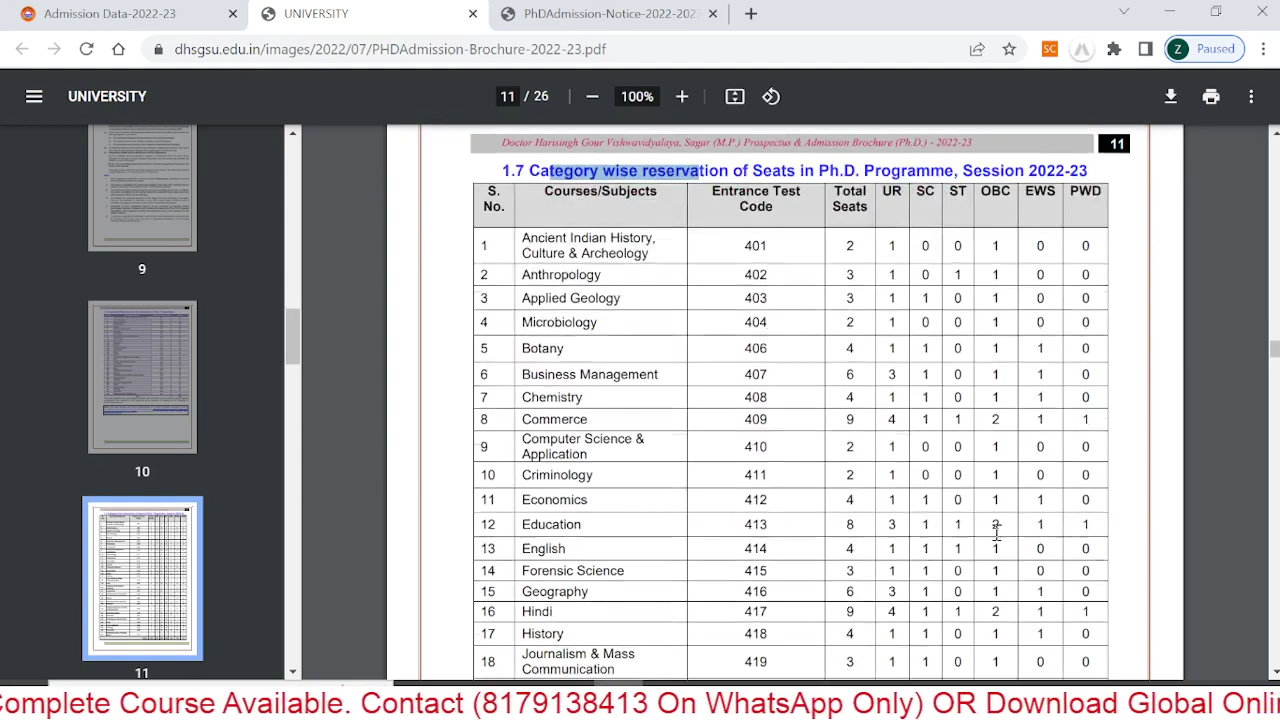 Admission Data-2022-23
UNIVERSITY
PhDAdmission-Notice-2022-202
dhsgsu.edu.in/images/2022/07/PHDAdmission-Brochure-2022-23.pdf
SC
Z Paused
UNIVERSITY
11 / 26
100%
9
10
11
Doctor Harisingh Gour Vishwavidyalaya, Sagar (M.P.) Prospectus & Admission Brochure (Ph.D.) - 2022-23
11
1.7 Category wise reservation of Seats in Ph.D. Programme, Session 2022-23
S. No. Courses/Subjects Entrance Test Code Total Seats UR SC ST OBC EWS PWD
1 Ancient Indian History, Culture & Archeology 401 2 1 0 0 1 0 0
2 Anthropology 402 3 1 0 1 1 0 0
3 Applied Geology 403 3 1 1 0 1 0 0
4 Microbiology 404 2 1 0 0 1 0 0
5 Botany 406 4 1 1 0 1 1 0
6 Business Management 407 6 3 1 0 1 1 0
7 Chemistry 408 4 1 1 0 1 1 0
8 Commerce 409 9 4 1 1 2 1 1
9 Computer Science & Application 410 2 1 0 0 1 0 0
10 Criminology 411 2 1 0 0 1 0 0
11 Economics 412 4 1 1 0 1 1 0
12 Education 413 8 3 1 1 2 1 1
13 English 414 4 1 1 1 1 0 0
14 Forensic Science 415 3 1 1 0 1 0 0
15 Geography 416 6 3 1 0 1 1 0
16 Hindi 417 9 4 1 1 2 1 1
17 History 418 4 1 1 0 1 1 0
18 Journalism & Mass Communication 419 3 1 1 0 1 0 0
Complete Course Available. Contact (8179138413 On WhatsApp Only) OR Download Global Onli